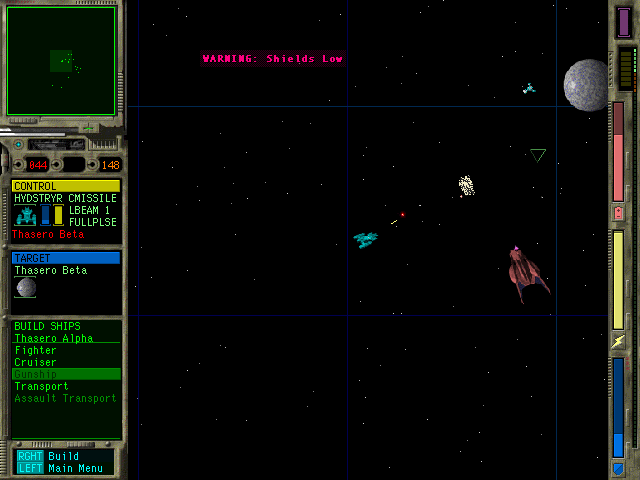 WARNING: Shields Low
044 148
CONTROL
HVDSTRYR CMISSILE
LBEAM 1
FULLPLSE
Thasero Beta
TARGET
Thasero Beta
BUILD SHIPS
Thasero Alpha
Fighter
Cruiser
Gunship
Transport
Assault Transport
RGHT Build
LEFT Main Menu